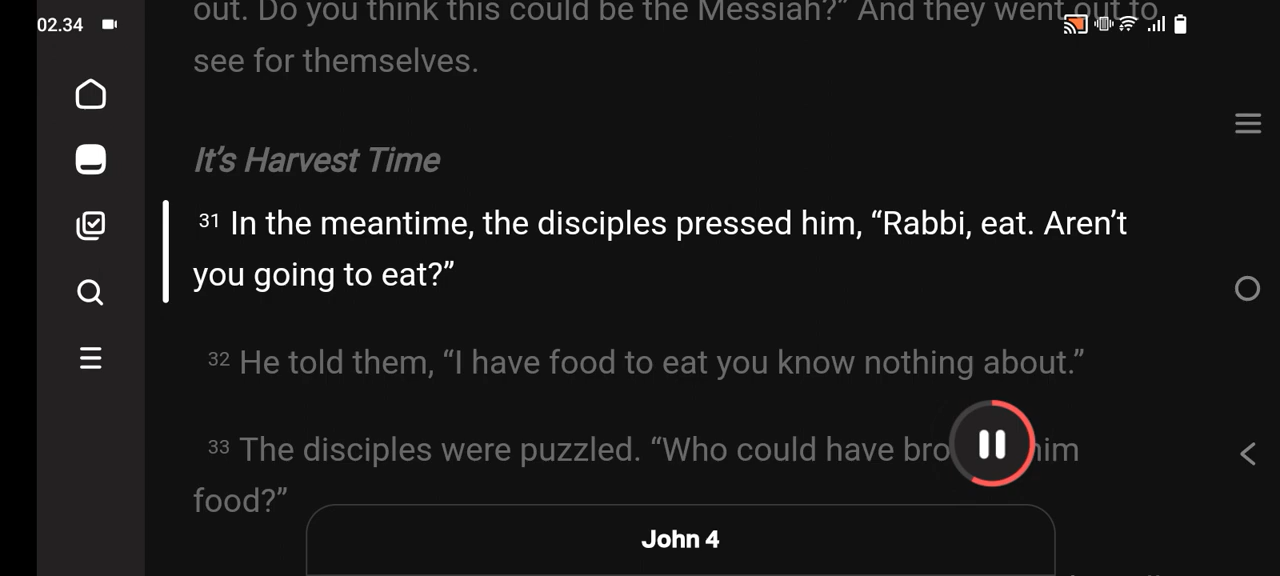 out. Do you think this could be the Messiah?” And they went out to
02.34
see for themselves.
It’s Harvest Time
31 In the meantime, the disciples pressed him, “Rabbi, eat. Aren’t
you going to eat?”
32 He told them, “I have food to eat you know nothing about.”
33 The disciples were puzzled. “Who could have bro him
food?”
John 4